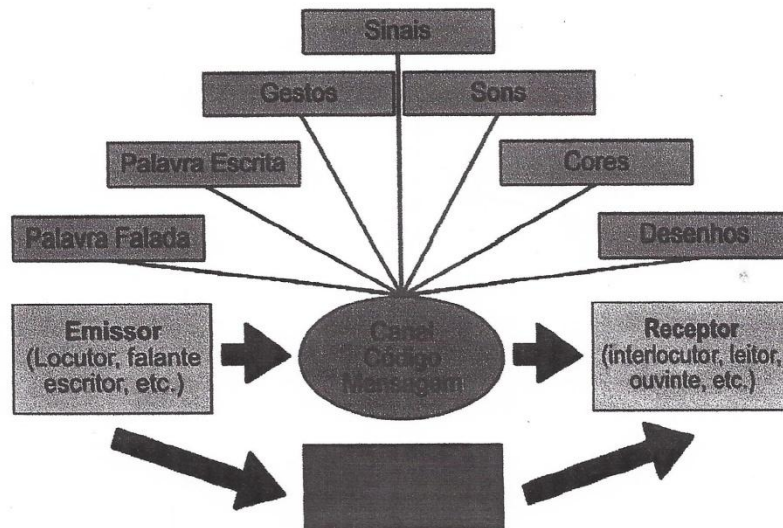 Sinais
Gestos
Sons
Palavra Escrita
Cores
Palavra Falada
Desenhos
Emissor
(Locutor, falante
escritor, etc.)
Canal
Código
Mensagem
Receptor
(interlocutor, leitor,
ouvinte, etc.)